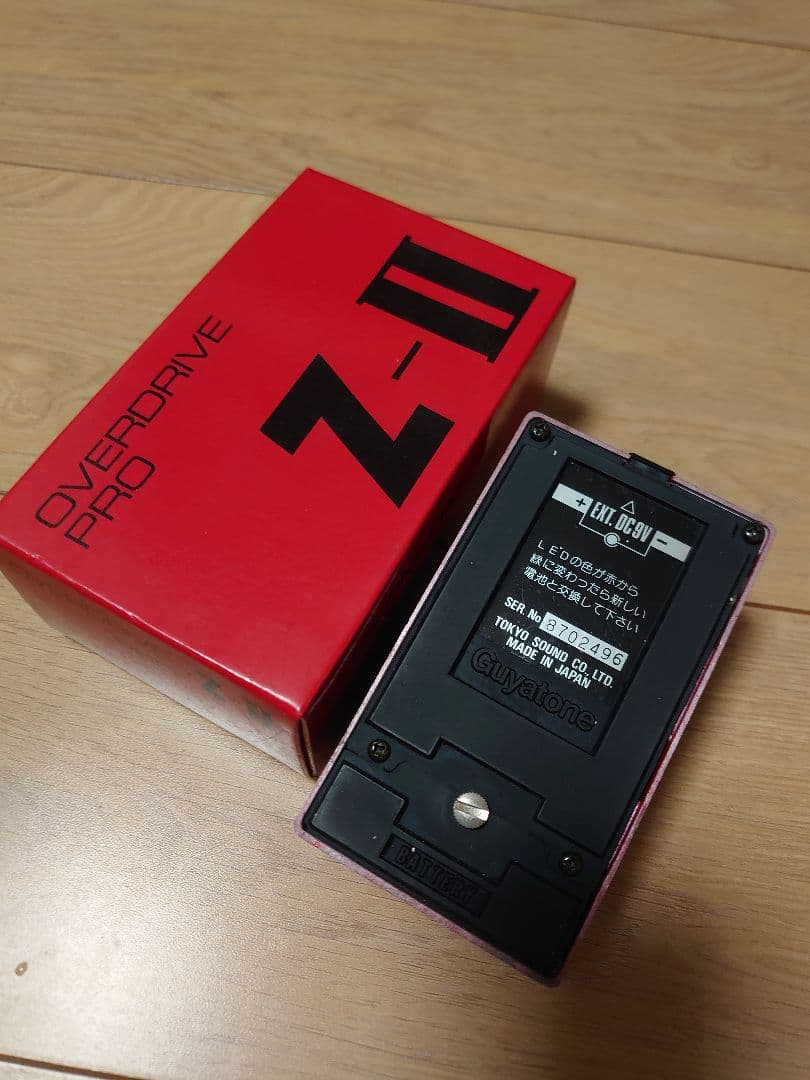 OVERDRIVE
PRO
Z-II
+ EXT. DC9V −
LEDの色が赤から
緑に変わったら新しい
電池と交換して下さい
SER. No 8702496
TOKYO SOUND CO., LTD.
MADE IN JAPAN
Guyatone
BATTERY